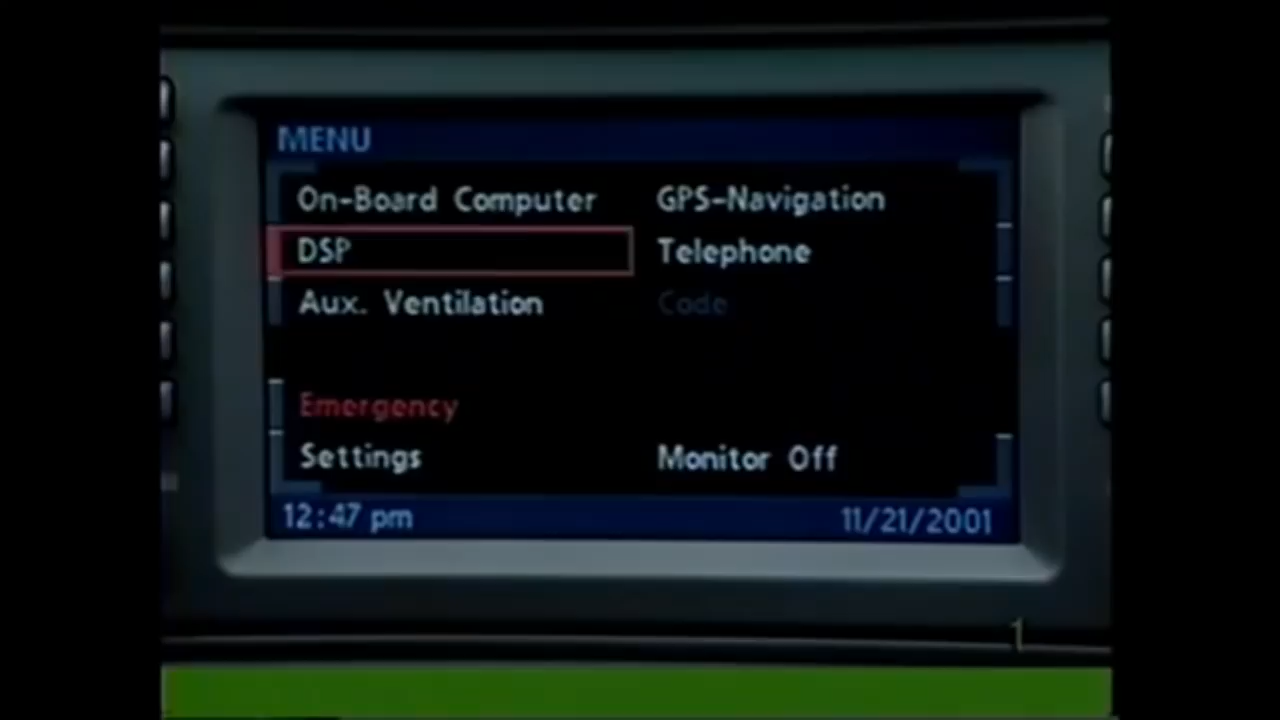 MENU
On-Board Computer GPS-Navigation
DSP Telephone
Aux. Ventilation Code
Emergency
Settings Monitor Off
12:47 pm 11/21/2001
1